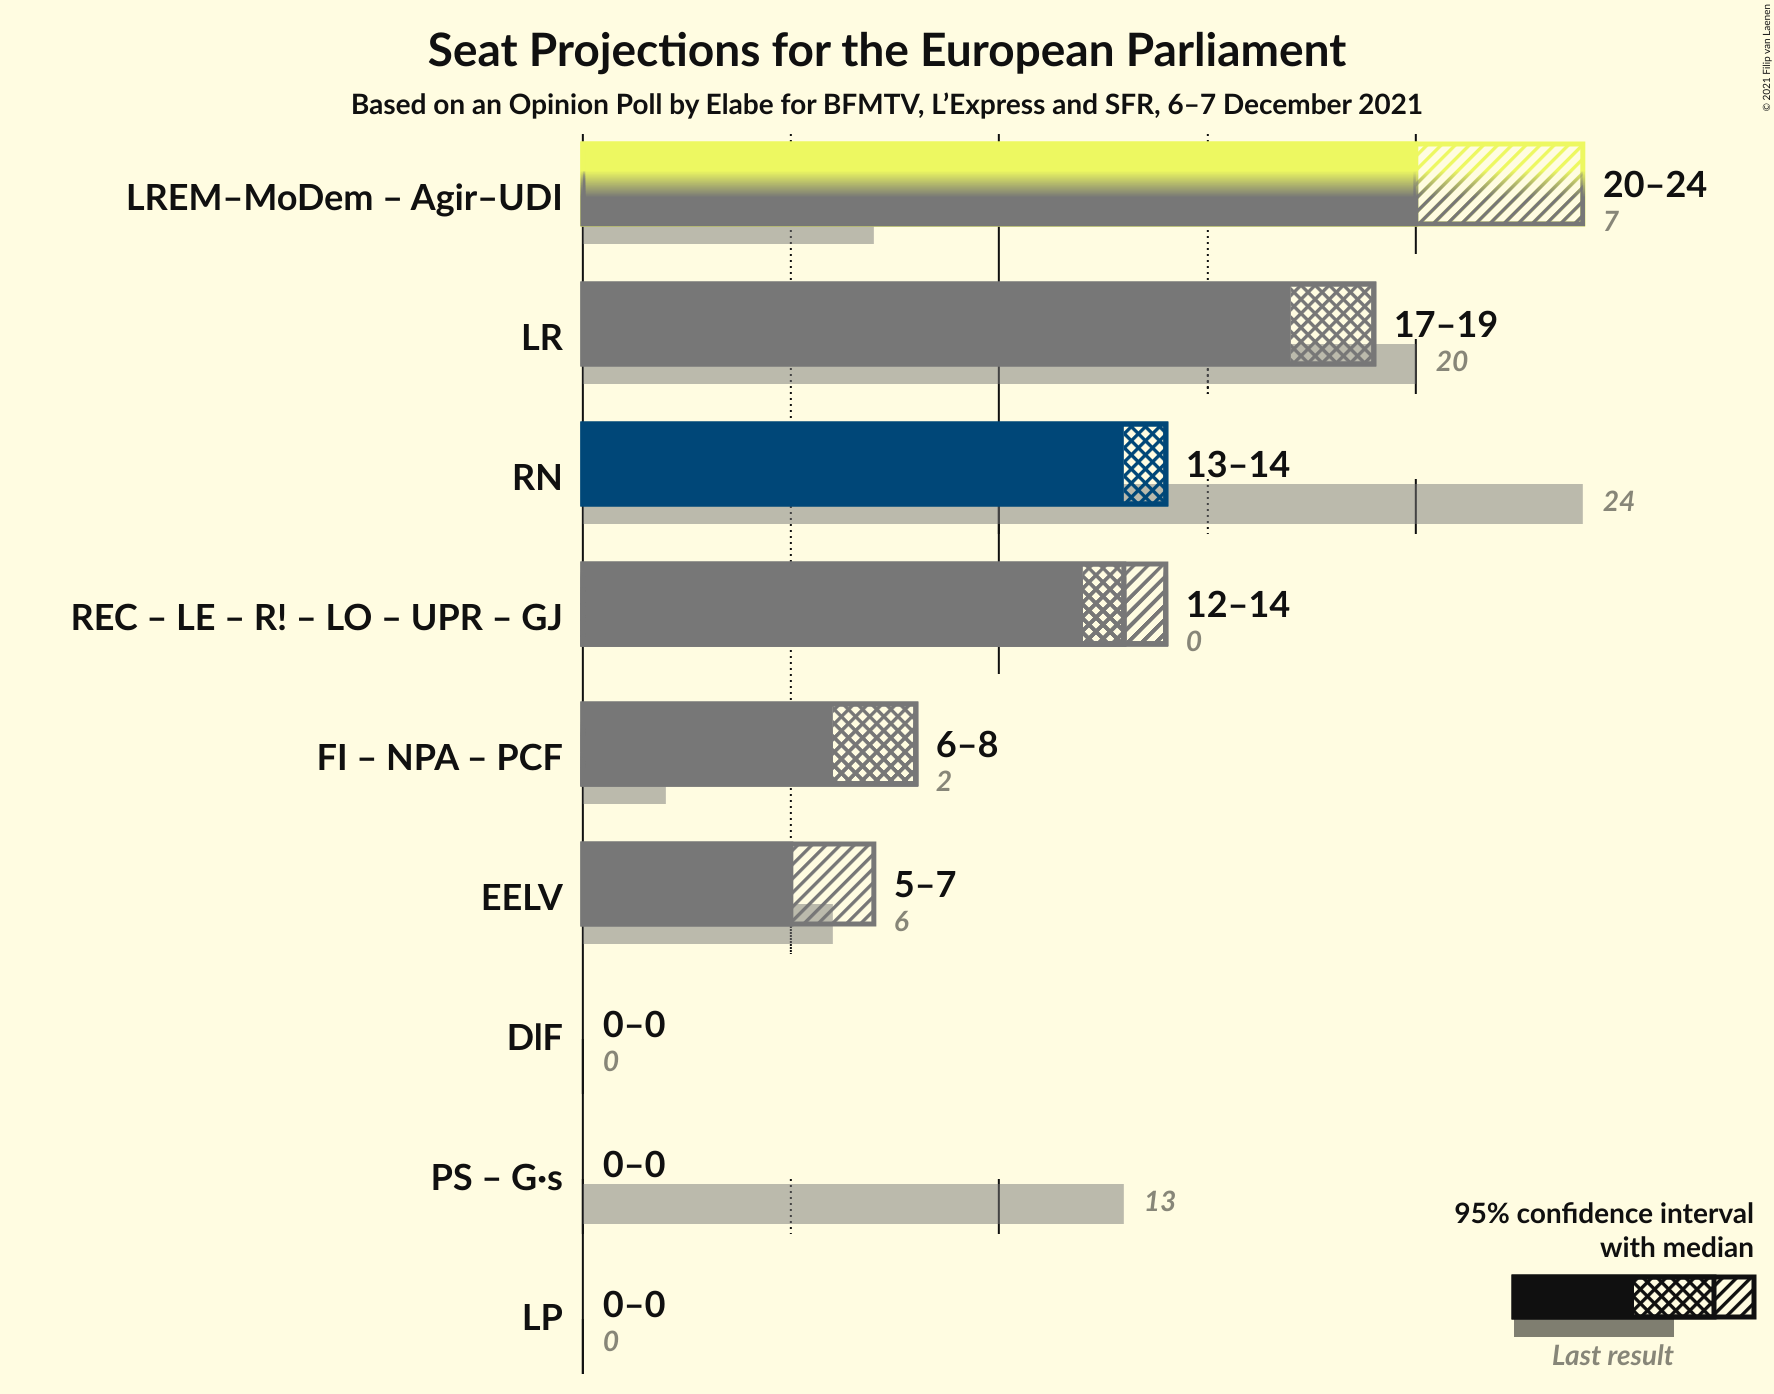 Seat Projections for the European Parliament
Based on an Opinion Poll by Elabe for BFMTV, L’Express and SFR, 6–7 December 2021
© 2021 Filip van Laenen
LREM–MoDem – Agir–UDI
20–24
7
LR
17–19
20
RN
13–14
24
REC – LE – R! – LO – UPR – GJ
12–14
0
FI – NPA – PCF
6–8
2
EELV
5–7
6
DIF
0–0
0
PS – G·s
0–0
13
LP
0–0
0
95% confidence interval
with median
Last result